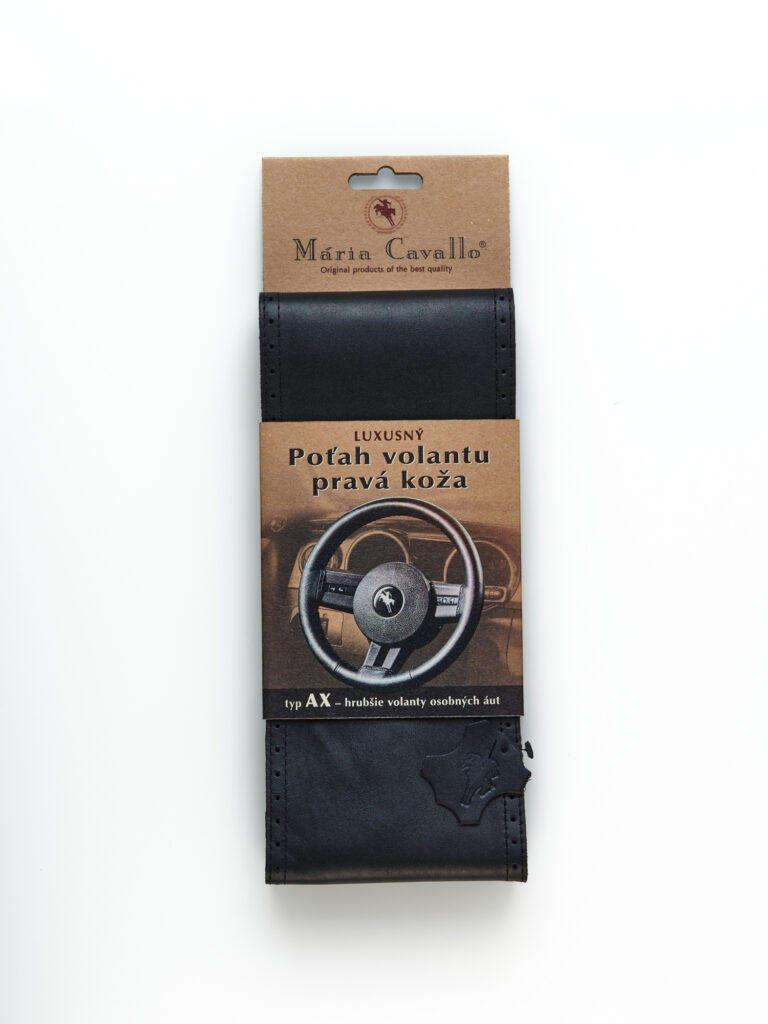 Mária Cavallo®
Original products of the best quality
LUXUSNÝ
Poťah volantu
pravá koža
typ AX – hrubšie volanty osobných áut